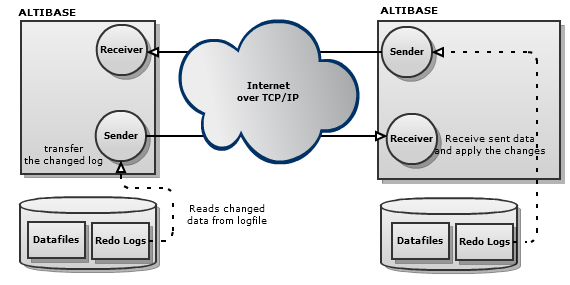 ALTIBASE
ALTIBASE
Receiver
Sender
Internet
over TCP/IP
Sender
Receiver
transfer
the changed log
Receive sent data
and apply the changes
Reads changed
data from logfile
Datafiles
Redo Logs
Datafiles
Redo Logs